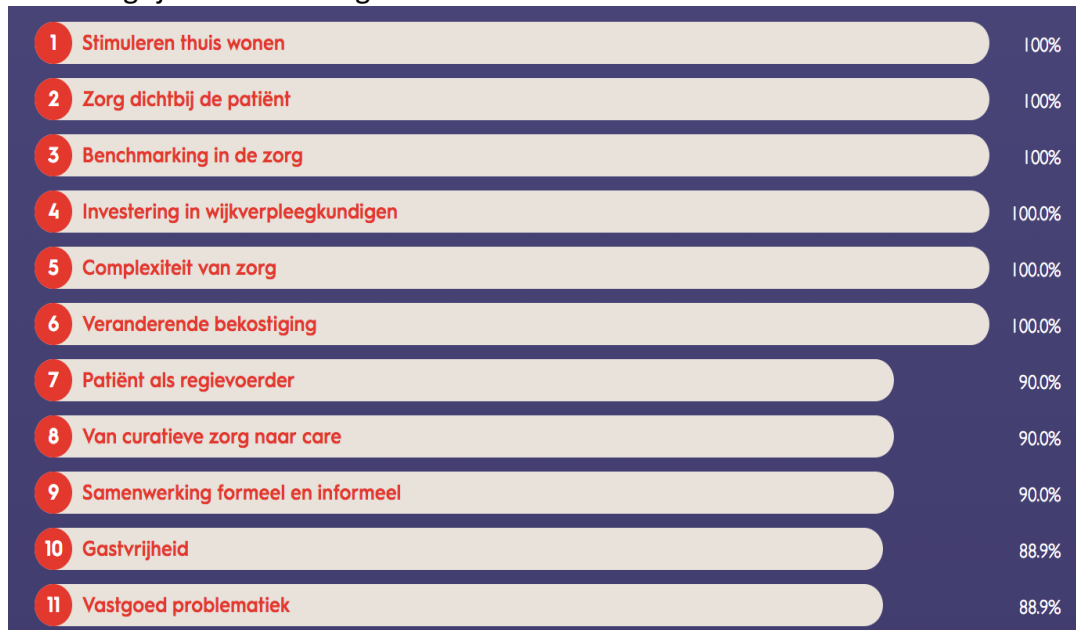 1 Stimuleren thuis wonen 100%
2 Zorg dichtbij de patiënt 100%
3 Benchmarking in de zorg 100%
4 Investering in wijkverpleegkundigen 100.0%
5 Complexiteit van zorg 100.0%
6 Veranderende bekostiging 100.0%
7 Patiënt als regievoerder 90.0%
8 Van curatieve zorg naar care 90.0%
9 Samenwerking formeel en informeel 90.0%
10 Gastvrijheid 88.9%
11 Vastgoed problematiek 88.9%